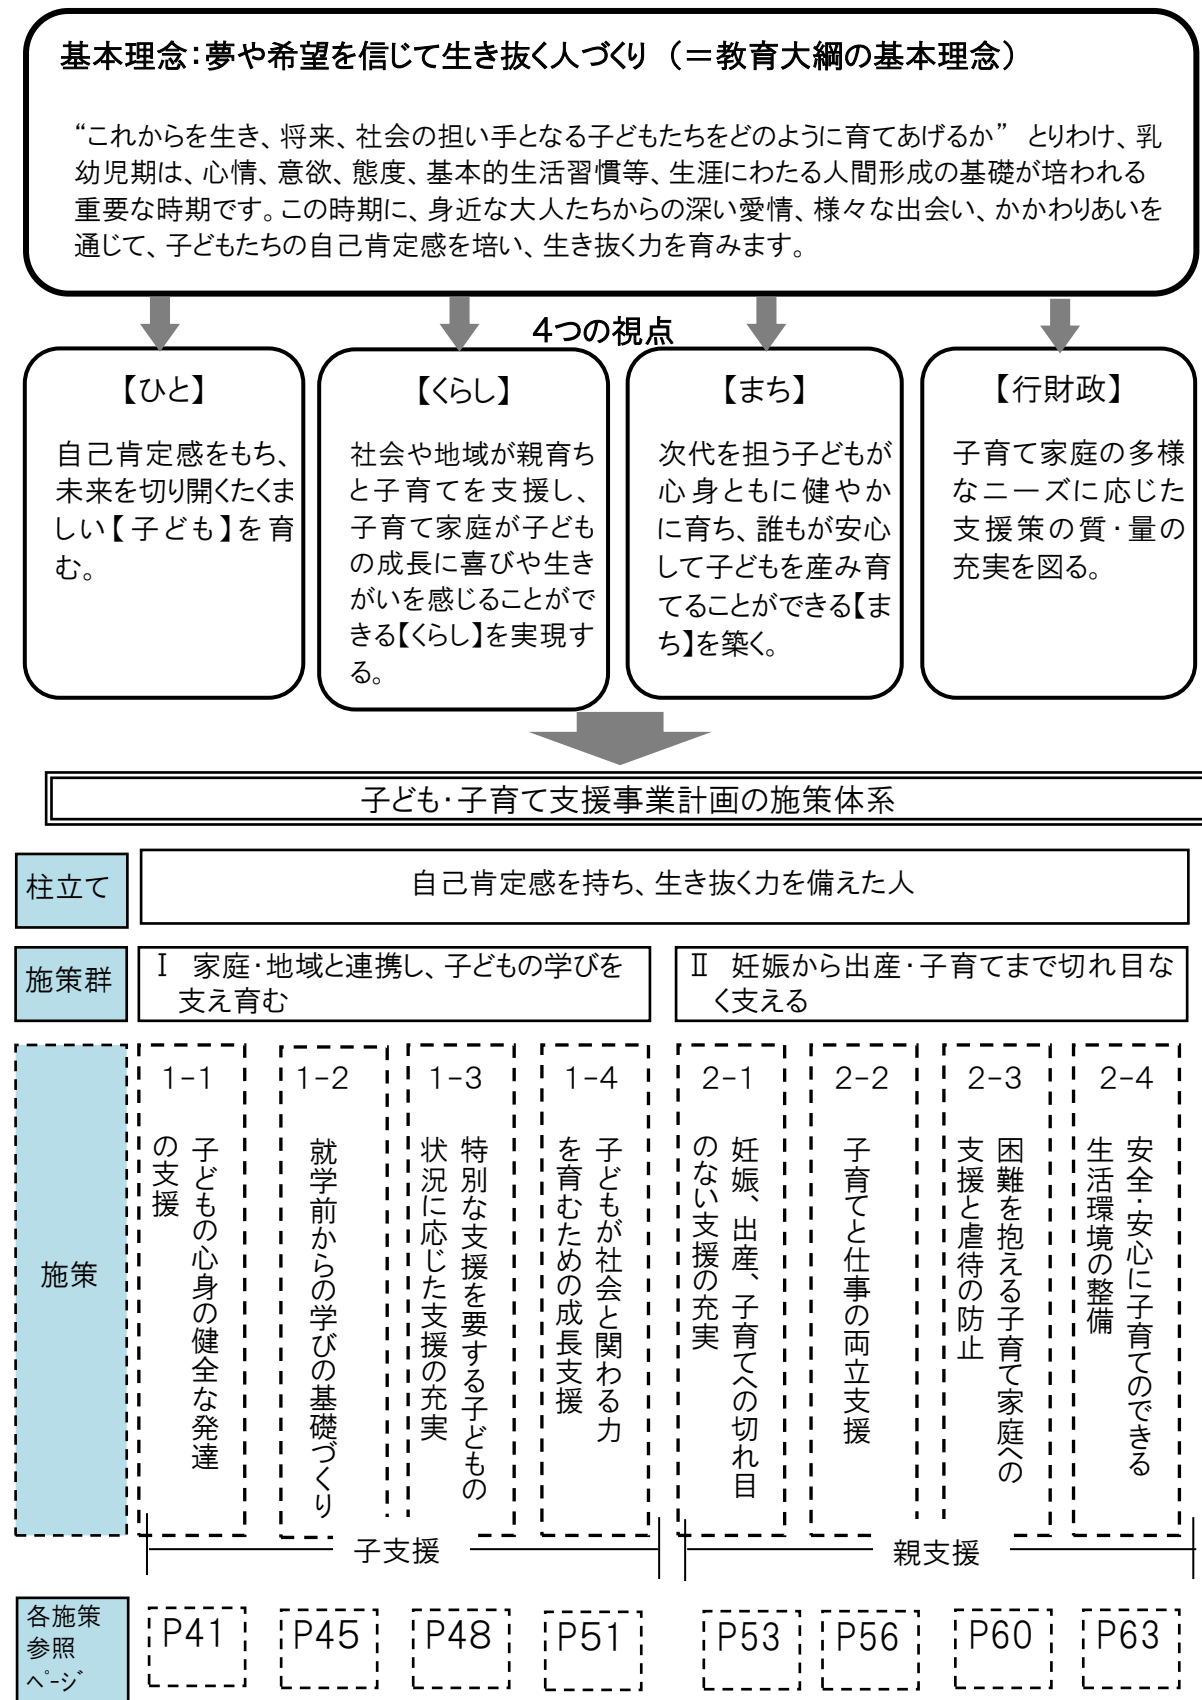 基本理念：夢や希望を信じて生き抜く人づくり （＝教育大綱の基本理念）
“これからを生き、将来、社会の担い手となる子どもたちをどのように育てあげるか” とりわけ、乳
幼児期は、心情、意欲、態度、基本的生活習慣等、生涯にわたる人間形成の基礎が培われる
重要な時期です。この時期に、身近な大人たちからの深い愛情、様々な出会い、かかわりあいを
通じて、子どもたちの自己肯定感を培い、生き抜く力を育みます。
4つの視点
【ひと】
自己肯定感をもち、
未来を切り開くたくま
しい【子ども】を育
む。
【くらし】
社会や地域が親育ち
と子育てを支援し、
子育て家庭が子ども
の成長に喜びや生き
がいを感じることがで
きる【くらし】を実現す
る。
【まち】
次代を担う子どもが
心身ともに健やか
に育ち、誰もが安心
して子どもを産み育
てることができる【ま
ち】を築く。
【行財政】
子育て家庭の多様
なニーズに応じた
支援策の質・量の
充実を図る。
子ども・子育て支援事業計画の施策体系
柱立て
自己肯定感を持ち、生き抜く力を備えた人
施策群
Ⅰ 家庭・地域と連携し、子どもの学びを
支え育む
Ⅱ 妊娠から出産・子育てまで切れ目な
く支える
施策
1-1
子どもの心身の健全な発達
の支援
1-2
就学前からの学びの基礎づくり
1-3
特別な支援を要する子どもの
状況に応じた支援の充実
1-4
子どもが社会と関わる力
を育むための成長支援
2-1
妊娠、出産、子育てへの切れ目
のない支援の充実
2-2
子育てと仕事の両立支援
2-3
困難を抱える子育て家庭への
支援と虐待の防止
2-4
安全・安心に子育てのできる
生活環境の整備
子支援
親支援
各施策
参照
ﾍﾟｰｼﾞ
P41
P45
P48
P51
P53
P56
P60
P63